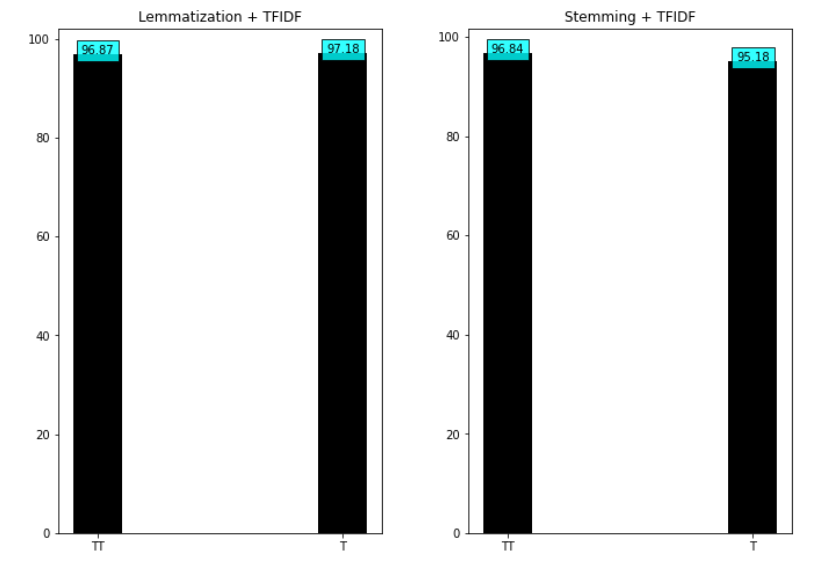 Lemmatization + TFIDF
100
80
60
40
20
0
96.87
97.18
TT
T
Stemming + TFIDF
100
80
60
40
20
0
96.84
95.18
TT
T